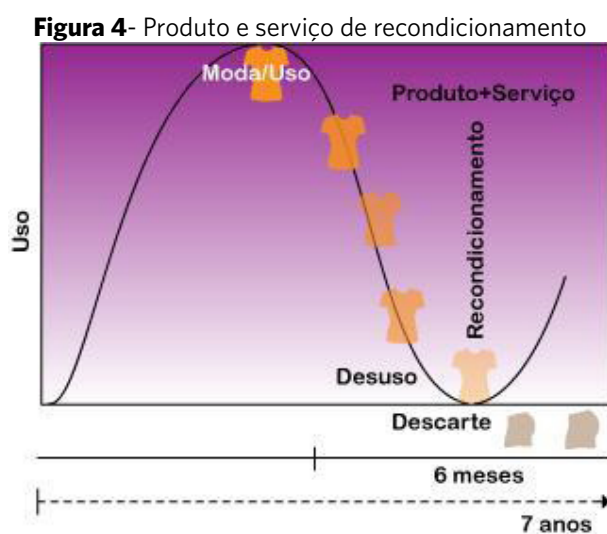 Figura 4- Produto e serviço de recondicionamento
Moda/Uso
Produto+Serviço
Recondicionamento
Uso
Desuso
Descarte
6 meses
7 anos